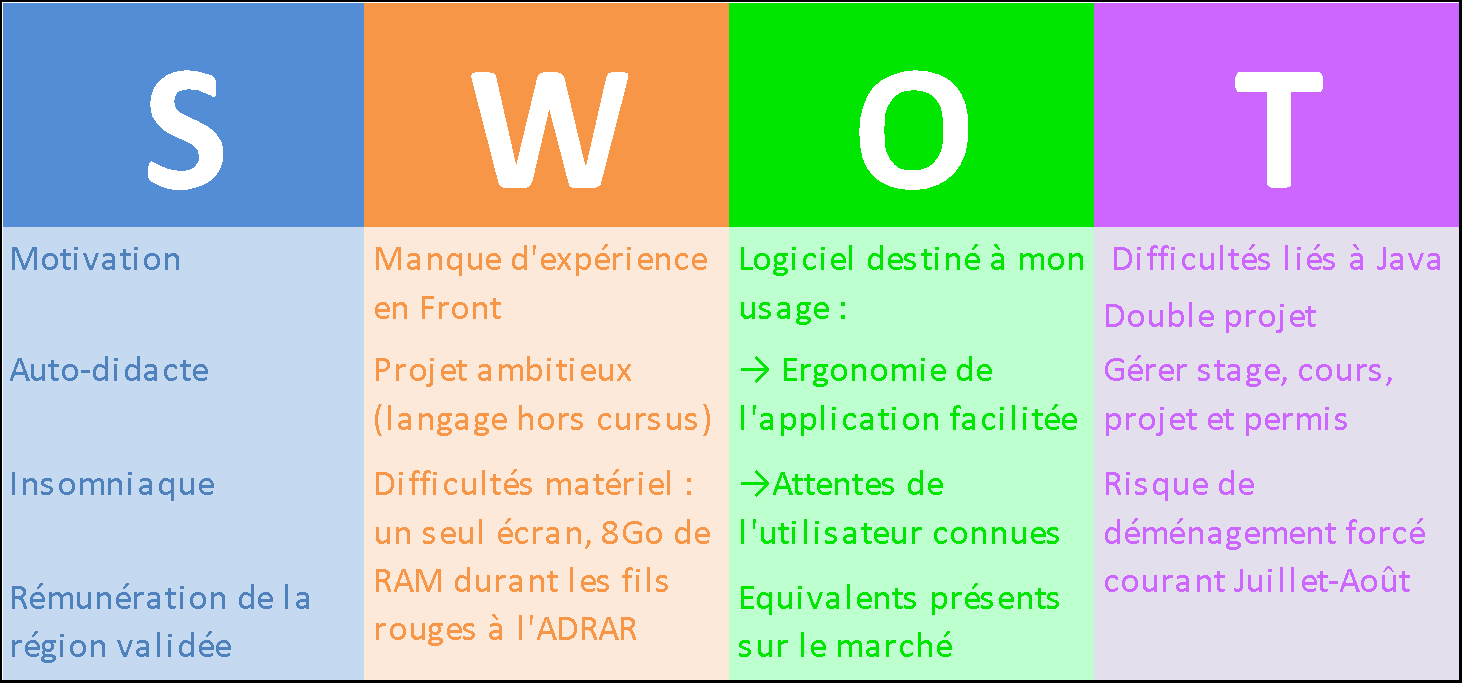 S
W
O
T
Motivation
Auto-didacte
Insomniaque
Rémunération de la
région validée
Manque d'expérience
en Front
Projet ambitieux
(langage hors cursus)
Difficultés matériel :
un seul écran, 8Go de
RAM durant les fils
rouges à l'ADRAR
Logiciel destiné à mon
usage :
→ Ergonomie de
l'application facilitée
→Attentes de
l'utilisateur connues
Equivalents présents
sur le marché
Difficultés liés à Java
Double projet
Gérer stage, cours,
projet et permis
Risque de
déménagement forcé
courant Juillet-Août